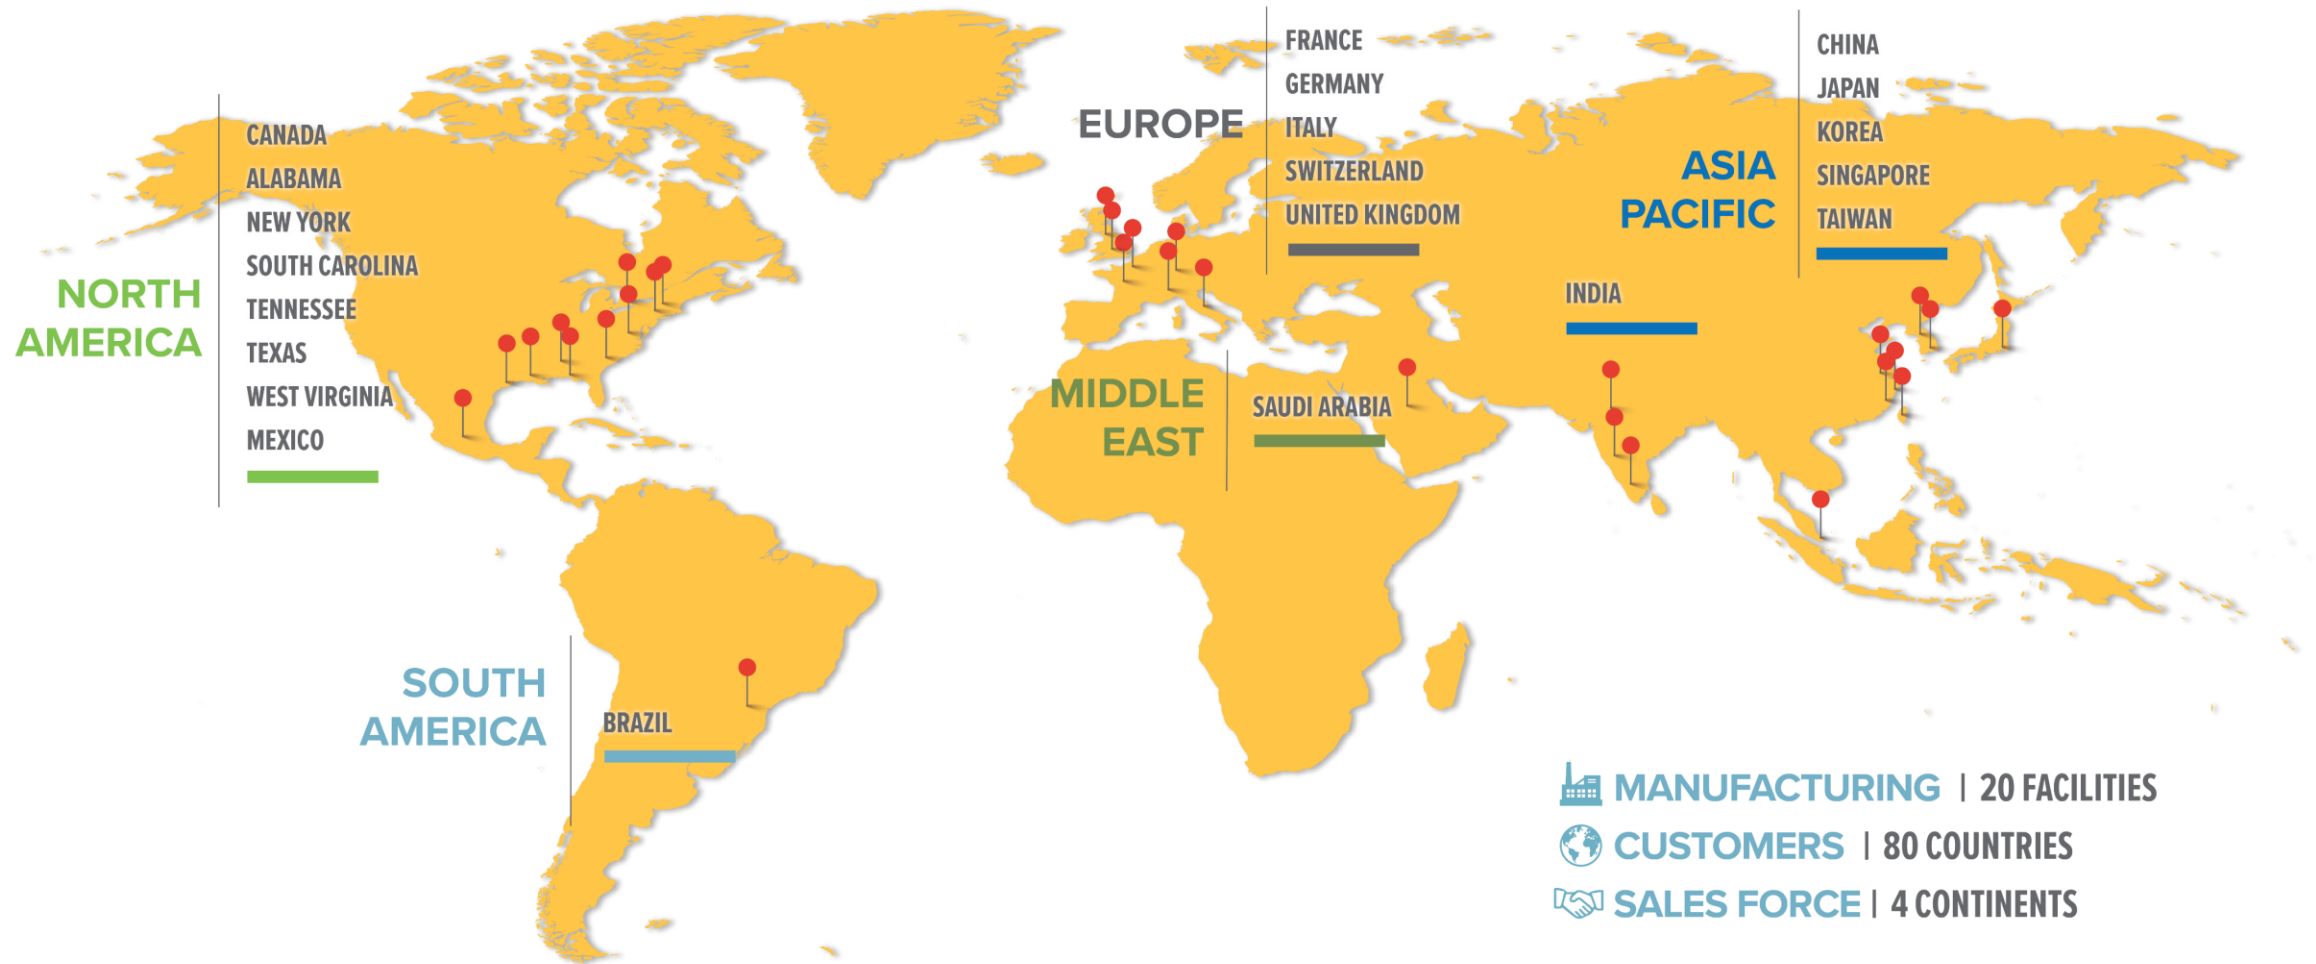 NORTH
AMERICA
CANADA
ALABAMA
NEW YORK
SOUTH CAROLINA
TENNESSEE
TEXAS
WEST VIRGINIA
MEXICO
SOUTH
AMERICA
BRAZIL
EUROPE
FRANCE
GERMANY
ITALY
SWITZERLAND
UNITED KINGDOM
MIDDLE
EAST
SAUDI ARABIA
ASIA
PACIFIC
CHINA
JAPAN
KOREA
SINGAPORE
TAIWAN
INDIA
MANUFACTURING | 20 FACILITIES
CUSTOMERS | 80 COUNTRIES
SALES FORCE | 4 CONTINENTS